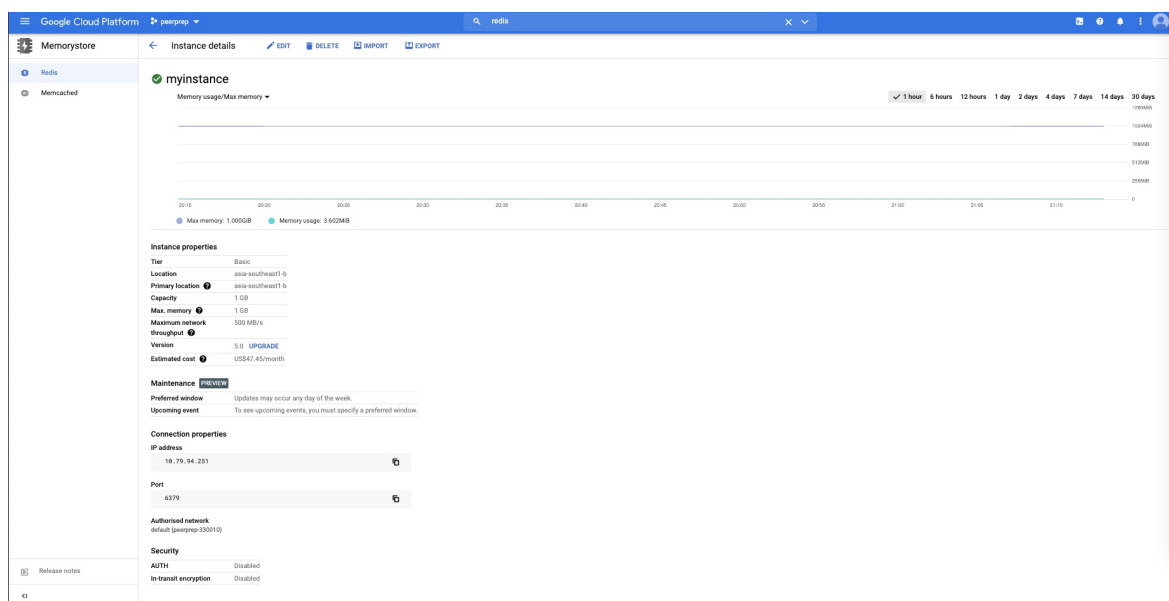 Google Cloud Platform peerprep redis
Memorystore
Instance details EDIT DELETE IMPORT EXPORT
Redis
Memcached
myinstance
Memory usage/Max memory 1 hour 6 hours 12 hours 1 day 2 days 4 days 7 days 14 days 30 days
1280MiB
1024MiB
768MiB
512MiB
256MiB
0
20:15 20:20 20:25 20:30 20:35 20:40 20:45 20:50 20:55 21:00 21:05 21:10
Max memory: 1.000GiB Memory usage: 3.602MiB
Instance properties
Tier Basic
Location asia-southeast1-b
Primary location asia-southeast1-b
Capacity 1 GB
Max. memory 1 GB
Maximum network 500 MB/s
throughput
Version 5.0 UPGRADE
Estimated cost US$47.45/month
Maintenance PREVIEW
Preferred window Updates may occur any day of the week.
Upcoming event To see upcoming events, you must specify a preferred window.
Connection properties
IP address
10.79.94.251
Port
6379
Authorised network
default (peerprep-330010)
Security
AUTH Disabled
In-transit encryption Disabled
Release notes